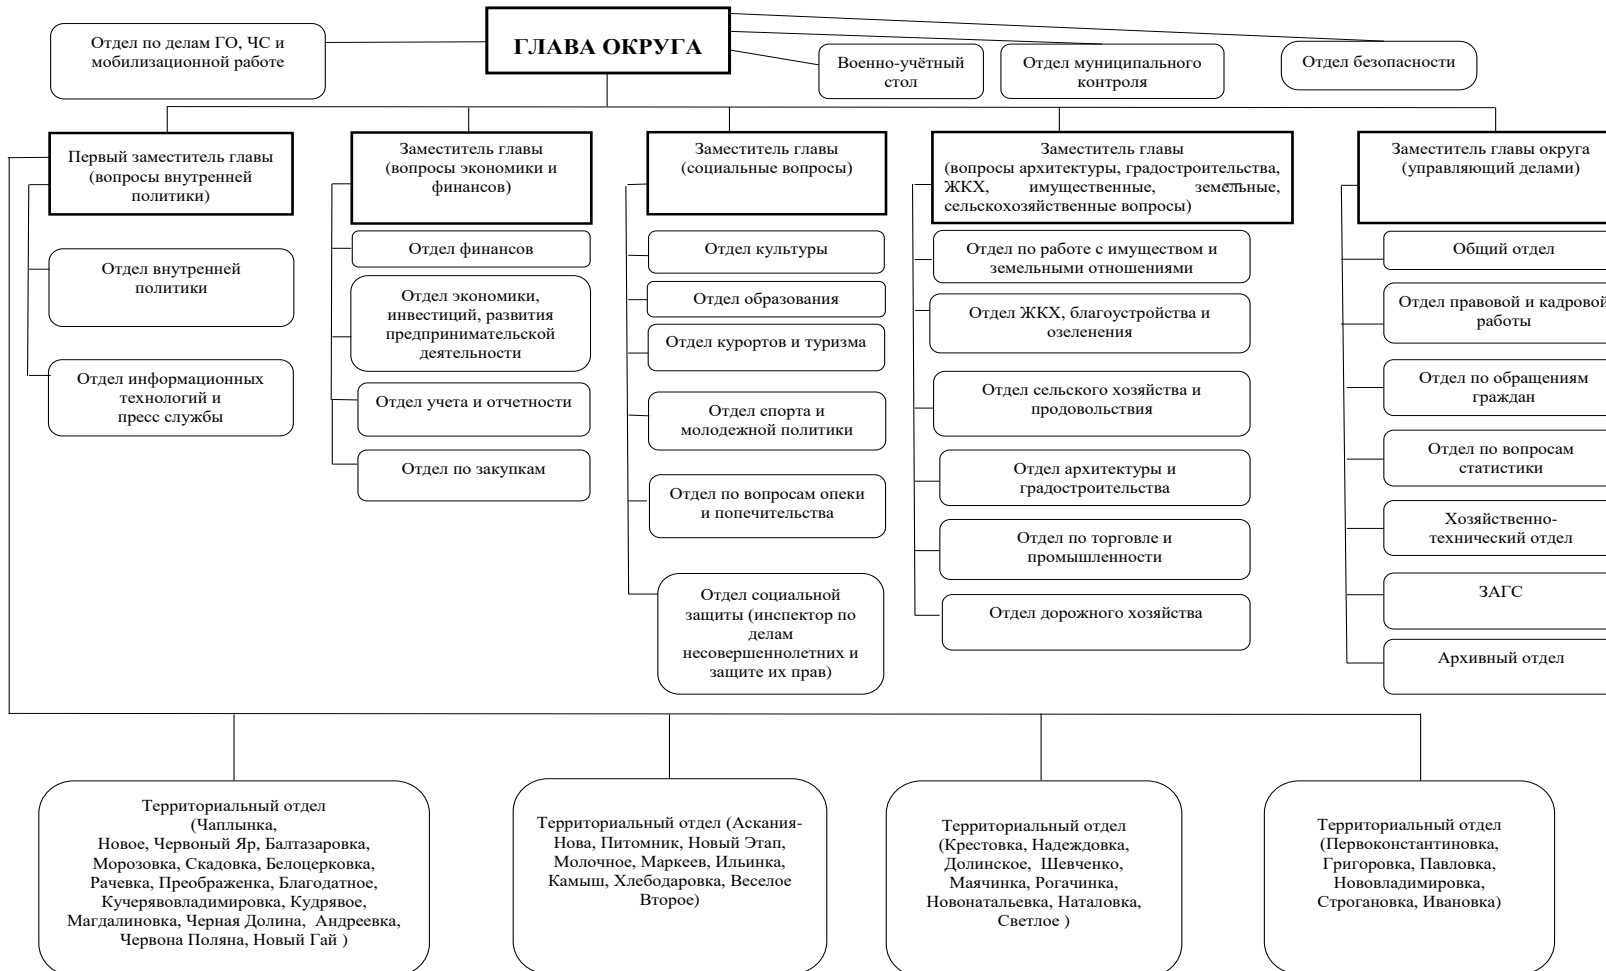 Отдел по делам ГО, ЧС и
мобилизационной работе
ГЛАВА ОКРУГА
Военно-учётный
стол
Отдел муниципального
контроля
Отдел безопасности
Первый заместитель главы
(вопросы внутренней
политики)
Заместитель главы
(вопросы экономики и
финансов)
Заместитель главы
(социальные вопросы)
Заместитель главы
(вопросы архитектуры, градостроительства,
ЖКХ, имущественные, земельные,
сельскохозяйственные вопросы)
Заместитель главы округа
(управляющий делами)
Отдел внутренней
политики
Отдел информационных
технологий и
пресс службы
Отдел финансов
Отдел экономики,
инвестиций, развития
предпринимательской
деятельности
Отдел учета и отчетности
Отдел по закупкам
Отдел культуры
Отдел образования
Отдел курортов и туризма
Отдел спорта и
молодежной политики
Отдел по вопросам опеки
и попечительства
Отдел социальной
защиты (инспектор по
делам
несовершеннолетних и
защите их прав)
Отдел по работе с имуществом и
земельными отношениями
Отдел ЖКХ, благоустройства и
озеленения
Отдел сельского хозяйства и
продовольствия
Отдел архитектуры и
градостроительства
Отдел по торговле и
промышленности
Отдел дорожного хозяйства
Общий отдел
Отдел правовой и кадровой
работы
Отдел по обращениям
граждан
Отдел по вопросам
статистики
Хозяйственно-
технический отдел
ЗАГС
Архивный отдел
Территориальный отдел
(Чаплынка,
Новое, Червоный Яр, Балтазаровка,
Морозовка, Скадовка, Белоцерковка,
Рачевка, Преображенка, Благодатное,
Кучерявовладимировка, Кудрявое,
Магдалиновка, Черная Долина, Андреевка,
Червона Поляна, Новый Гай )
Территориальный отдел (Аскания-
Нова, Питомник, Новый Этап,
Молочное, Маркеев, Ильинка,
Камыш, Хлебодаровка, Веселое
Второе)
Территориальный отдел
(Крестовка, Надеждовка,
Долинское, Шевченко,
Маячинка, Рогачинка,
Новонатальевка, Наталовка,
Светлое )
Территориальный отдел
(Первоконстантиновка,
Григоровка, Павловка,
Нововладимировка,
Строгановка, Ивановка)